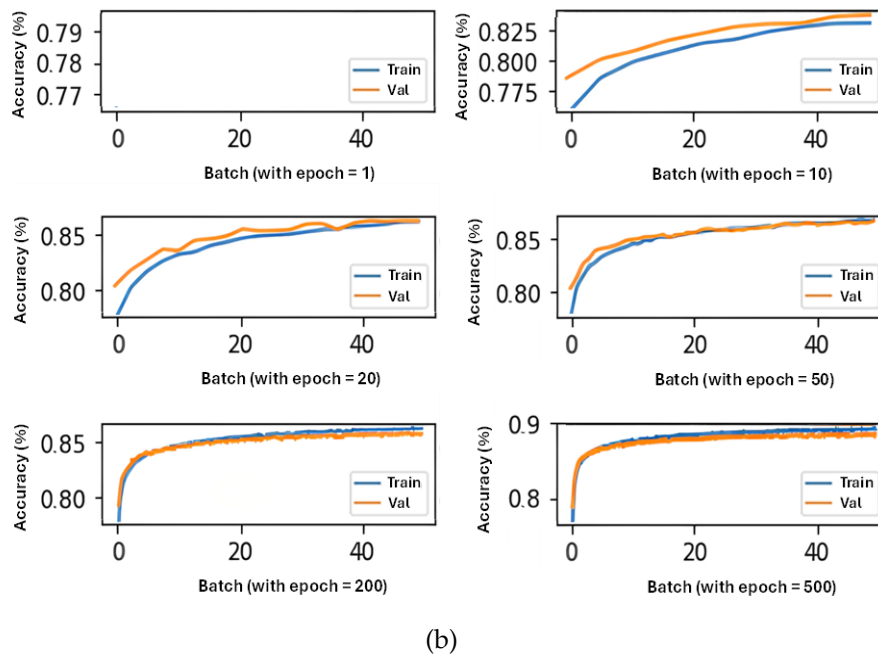 Accuracy (%)
0.79
0.78
0.77
Train
Val
0
20
40
Batch (with epoch = 1)
Accuracy (%)
0.825
0.800
0.775
Train
Val
0
20
40
Batch (with epoch = 10)
Accuracy (%)
0.85
0.80
Train
Val
0
20
40
Batch (with epoch = 20)
Accuracy (%)
0.85
0.80
Train
Val
0
20
40
Batch (with epoch = 50)
Accuracy (%)
0.85
0.80
Train
Val
0
20
40
Batch (with epoch = 200)
Accuracy (%)
0.9
0.8
Train
Val
0
20
40
Batch (with epoch = 500)
(b)